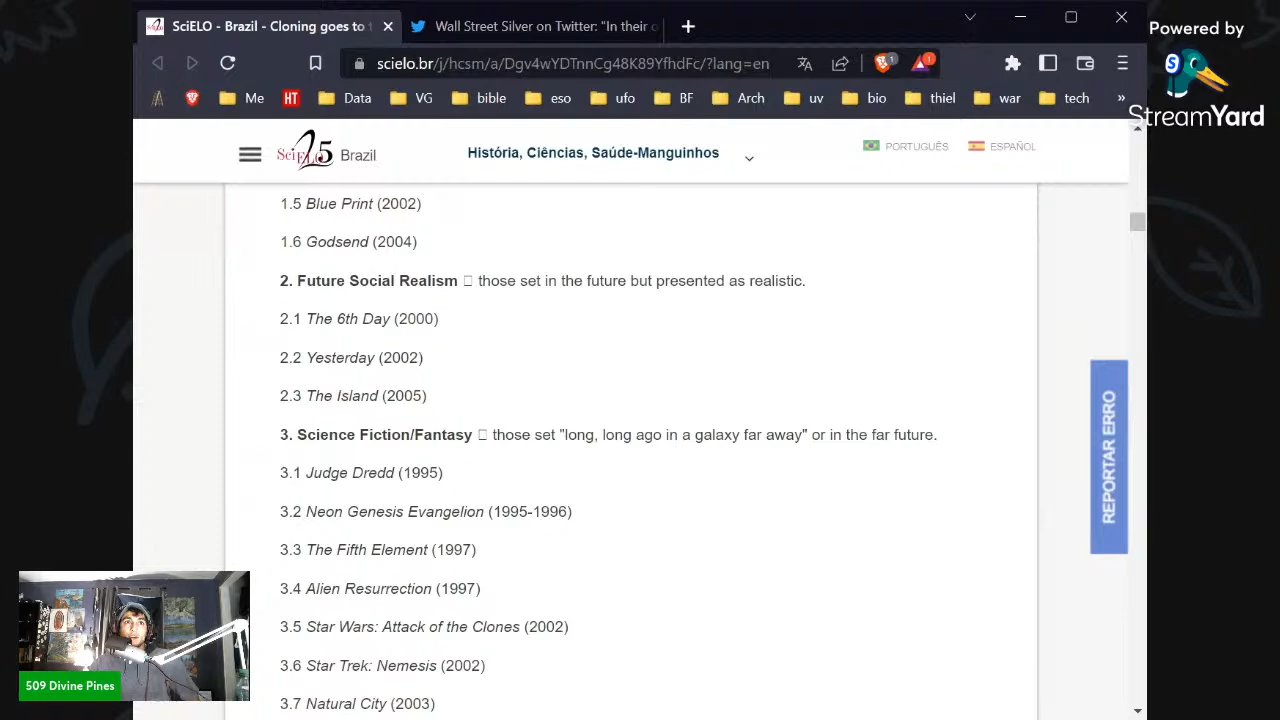 SciELO - Brazil - Cloning goes to t
Wall Street Silver on Twitter: "In their o
Powered by
StreamYard
scielo.br/j/hcsm/a/Dgv4wYDTnnCg48K89YfhdFc/?lang=en
1
1
Me
HT
Data
VG
bible
eso
ufo
BF
Arch
uv
bio
thiel
war
tech
»
SciELO 25 Brazil
História, Ciências, Saúde-Manguinhos
PORTUGUÊS
ESPAÑOL
1.5 Blue Print (2002)
1.6 Godsend (2004)
2. Future Social Realism □ those set in the future but presented as realistic.
2.1 The 6th Day (2000)
2.2 Yesterday (2002)
2.3 The Island (2005)
3. Science Fiction/Fantasy □ those set "long, long ago in a galaxy far away" or in the far future.
3.1 Judge Dredd (1995)
3.2 Neon Genesis Evangelion (1995-1996)
3.3 The Fifth Element (1997)
3.4 Alien Resurrection (1997)
3.5 Star Wars: Attack of the Clones (2002)
3.6 Star Trek: Nemesis (2002)
3.7 Natural City (2003)
REPORTAR ERRO
509 Divine Pines